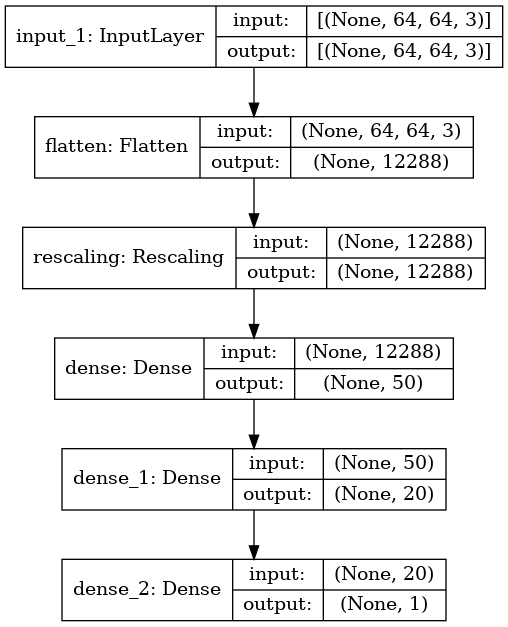 input_1: InputLayer
input: [(None, 64, 64, 3)]
output: [(None, 64, 64, 3)]
flatten: Flatten
input: (None, 64, 64, 3)
output: (None, 12288)
rescaling: Rescaling
input: (None, 12288)
output: (None, 12288)
dense: Dense
input: (None, 12288)
output: (None, 50)
dense_1: Dense
input: (None, 50)
output: (None, 20)
dense_2: Dense
input: (None, 20)
output: (None, 1)